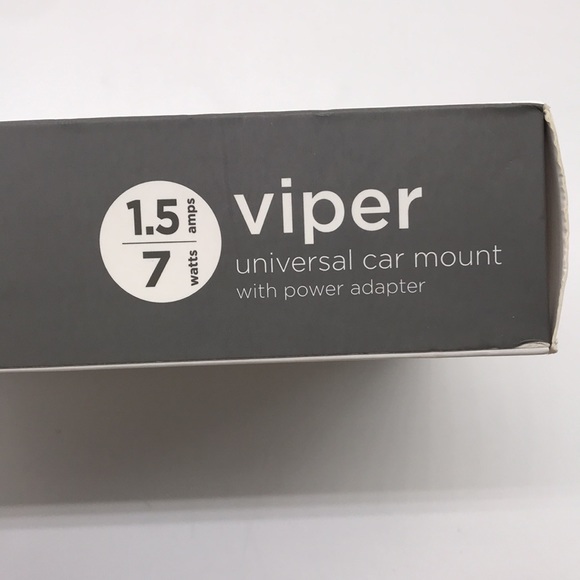 1.5 amps
7 watts
viper
universal car mount
with power adapter